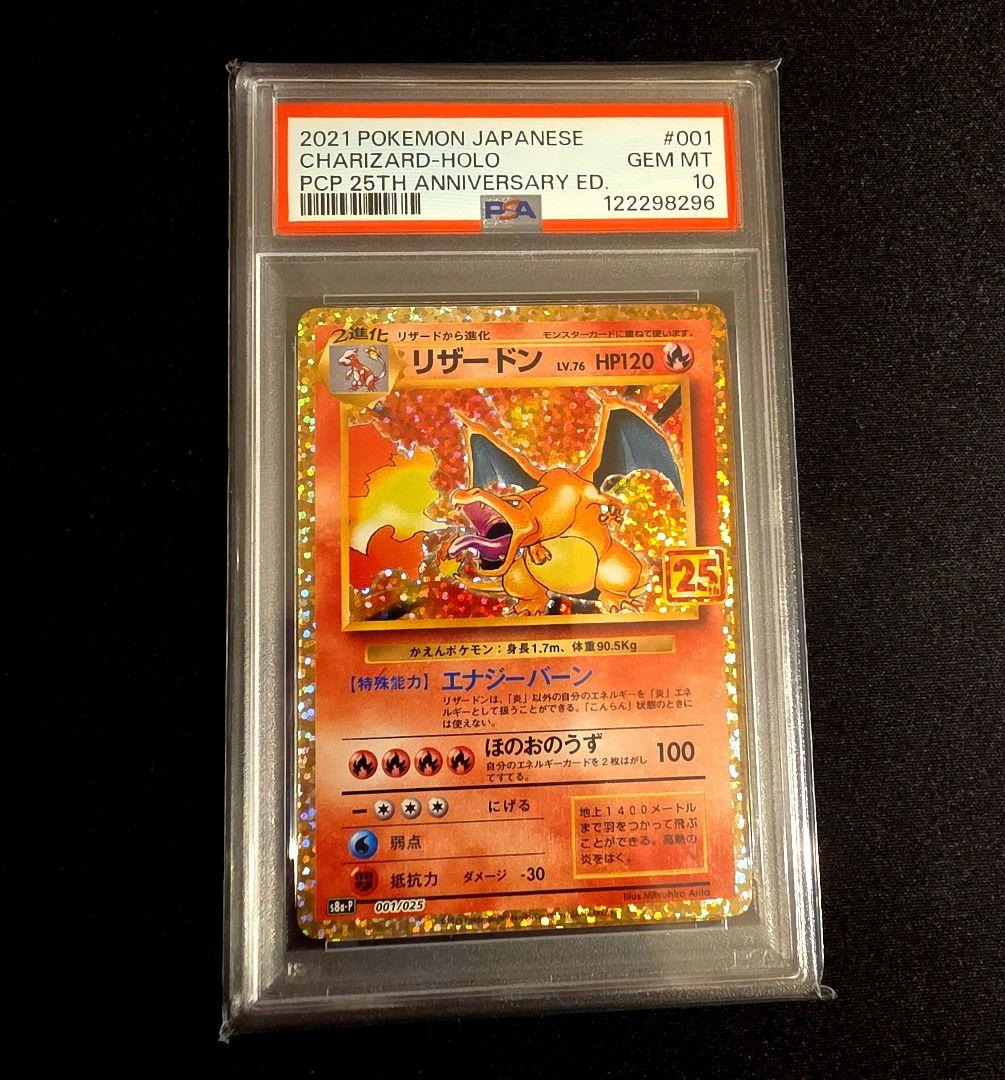 2021 POKEMON JAPANESE #001
CHARIZARD-HOLO GEM MT
PCP 25TH ANNIVERSARY ED. 10
PSA 122298296
2進化 リザードから進化 モンスターカードに重ねて使います。
リザードン LV.76 HP120
25th
かえんポケモン：身長1.7m、体重90.5Kg
【特殊能力】エナジーバーン
リザードンは、「炎」以外の自分のエネルギーを「炎」エネ
ルギーとして扱うことができる。「こんらん」状態のときに
は使えない。
ほのおのうず 100
自分のエネルギーカードを2枚はがし
てすてる。
ー にげる
弱点
抵抗力 ダメージ -30
地上1400メートル
まで羽をつかって飛ぶ
ことができる。高熱の
炎をはく。
Illus Mitsuhiro Arita
s8a-P 001/025